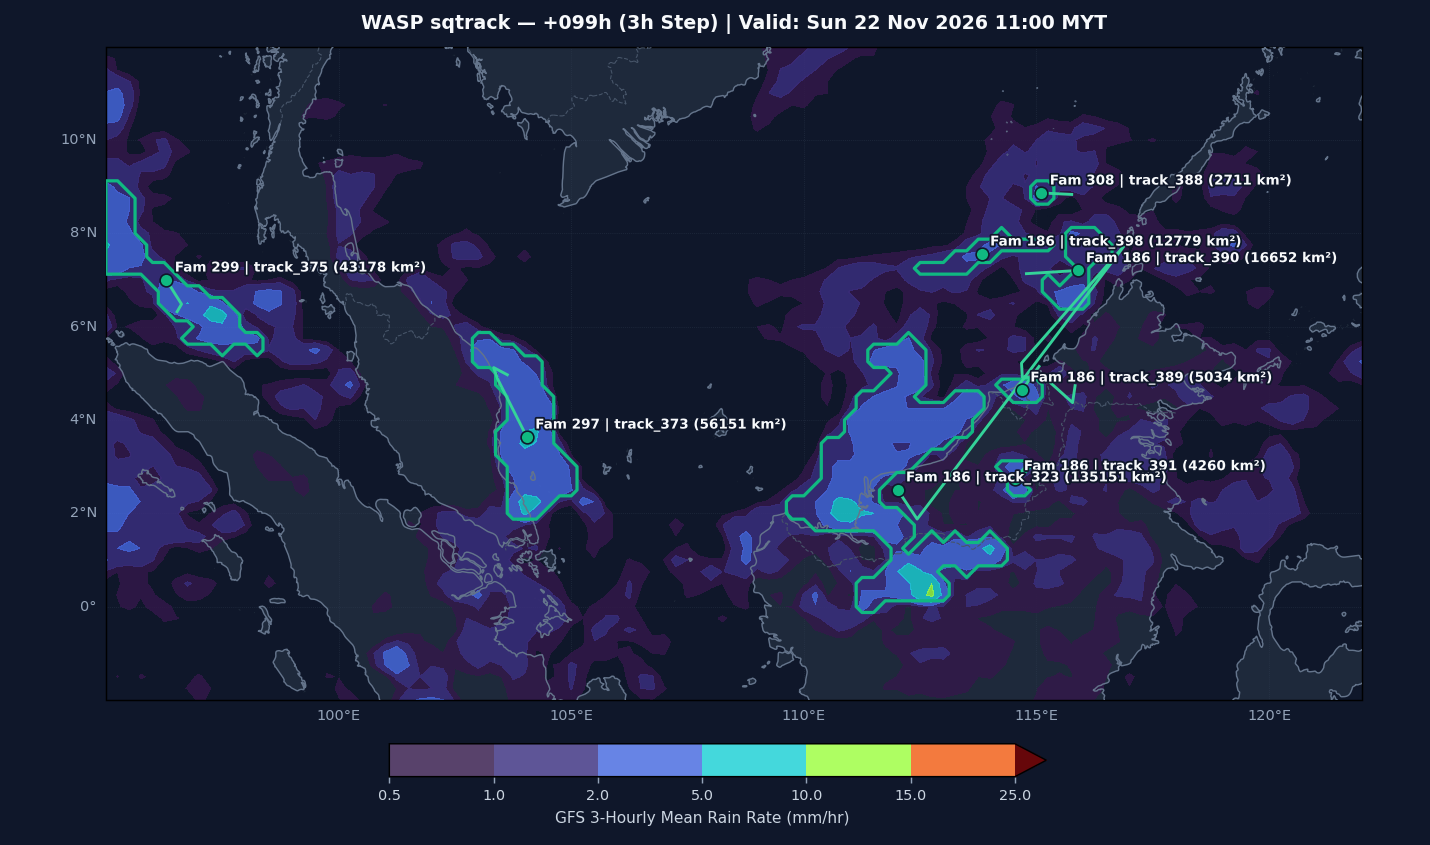 WASP sqtrack — +099h (3h Step) | Valid: Sun 22 Nov 2026 11:00 MYT
10°N
8°N
6°N
4°N
2°N
0°
Fam 308 | track_388 (2711 km²)
Fam 186 | track_398 (12779 km²)
Fam 186 | track_390 (16652 km²)
Fam 299 | track_375 (43178 km²)
Fam 186 | track_389 (5034 km²)
Fam 297 | track_373 (56151 km²)
Fam 186 | track_391 (4260 km²)
Fam 186 | track_323 (135151 km²)
100°E 105°E 110°E 115°E 120°E
0.5 1.0 2.0 5.0 10.0 15.0 25.0
GFS 3-Hourly Mean Rain Rate (mm/hr)